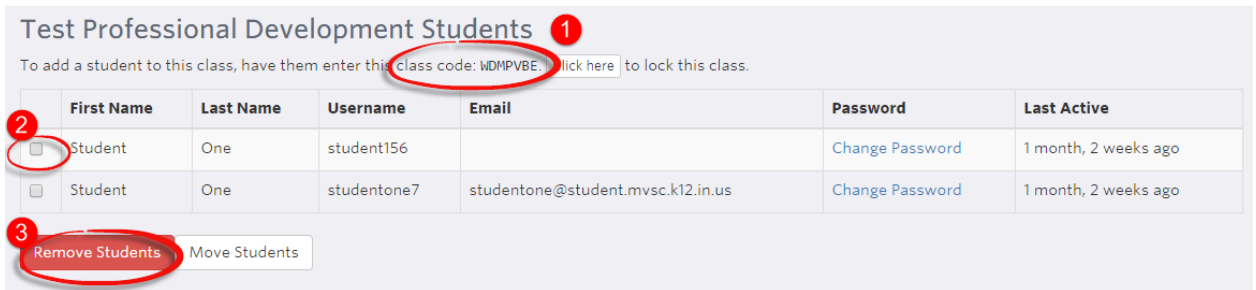 Test Professional Development Students 1
To add a student to this class, have them enter this class code: WDMPVBE. lick here to lock this class.
First Name Last Name Username Email Password Last Active
2
Student One student156 Change Password 1 month, 2 weeks ago
Student One studentone7 studentone@student.mvsc.k12.in.us Change Password 1 month, 2 weeks ago
3
Remove Students Move Students